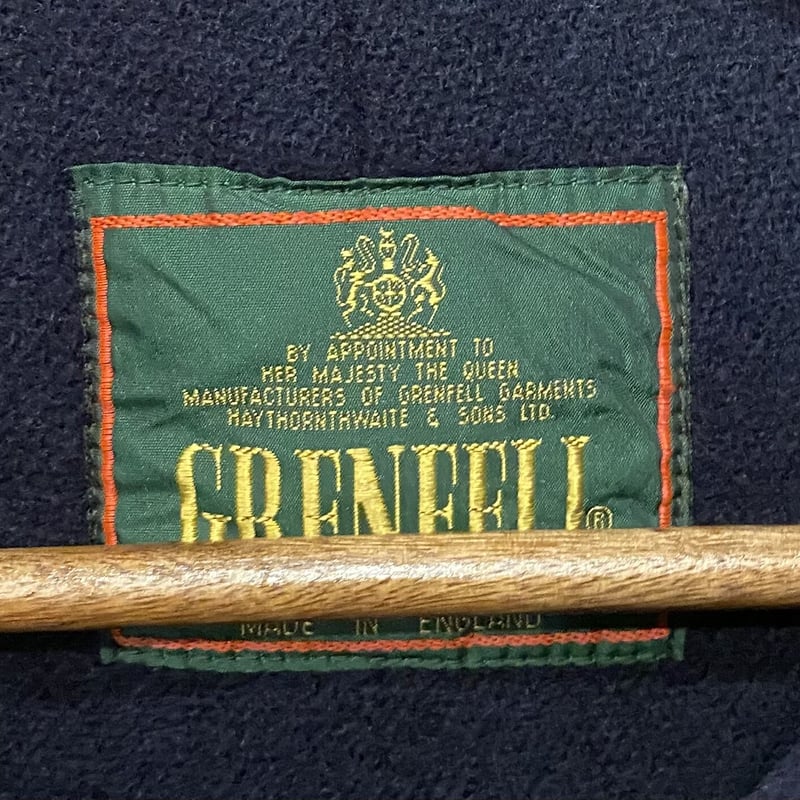 BY APPOINTMENT TO
HER MAJESTY THE QUEEN
MANUFACTURERS OF GRENFELL GARMENTS
HAYTHORNTHWAITE & SONS LTD.
GRENFELL®
MADE IN ENGLAND